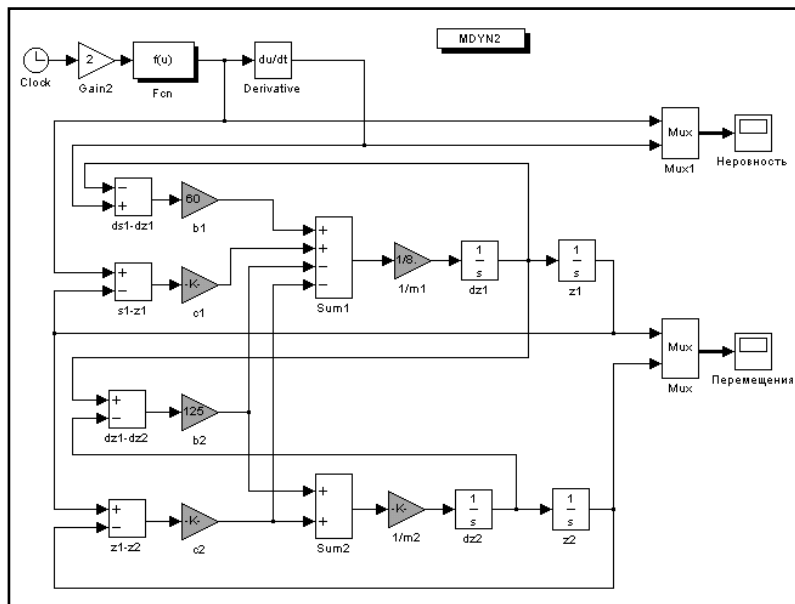 MDYN2
2
f(u)
du/dt
Clock
Gain2
Fcn
Derivative
Mux
Mux1
Неровность
−
+
ds1-dz1
60
b1
+
+
−
−
Sum1
1/8.
1/m1
1
s
dz1
1
s
z1
+
−
s1-z1
-K-
c1
Mux
Mux
Перемещения
+
−
dz1-dz2
125
b2
+
−
z1-z2
-K-
c2
+
+
Sum2
-K-
1/m2
1
s
dz2
1
s
z2